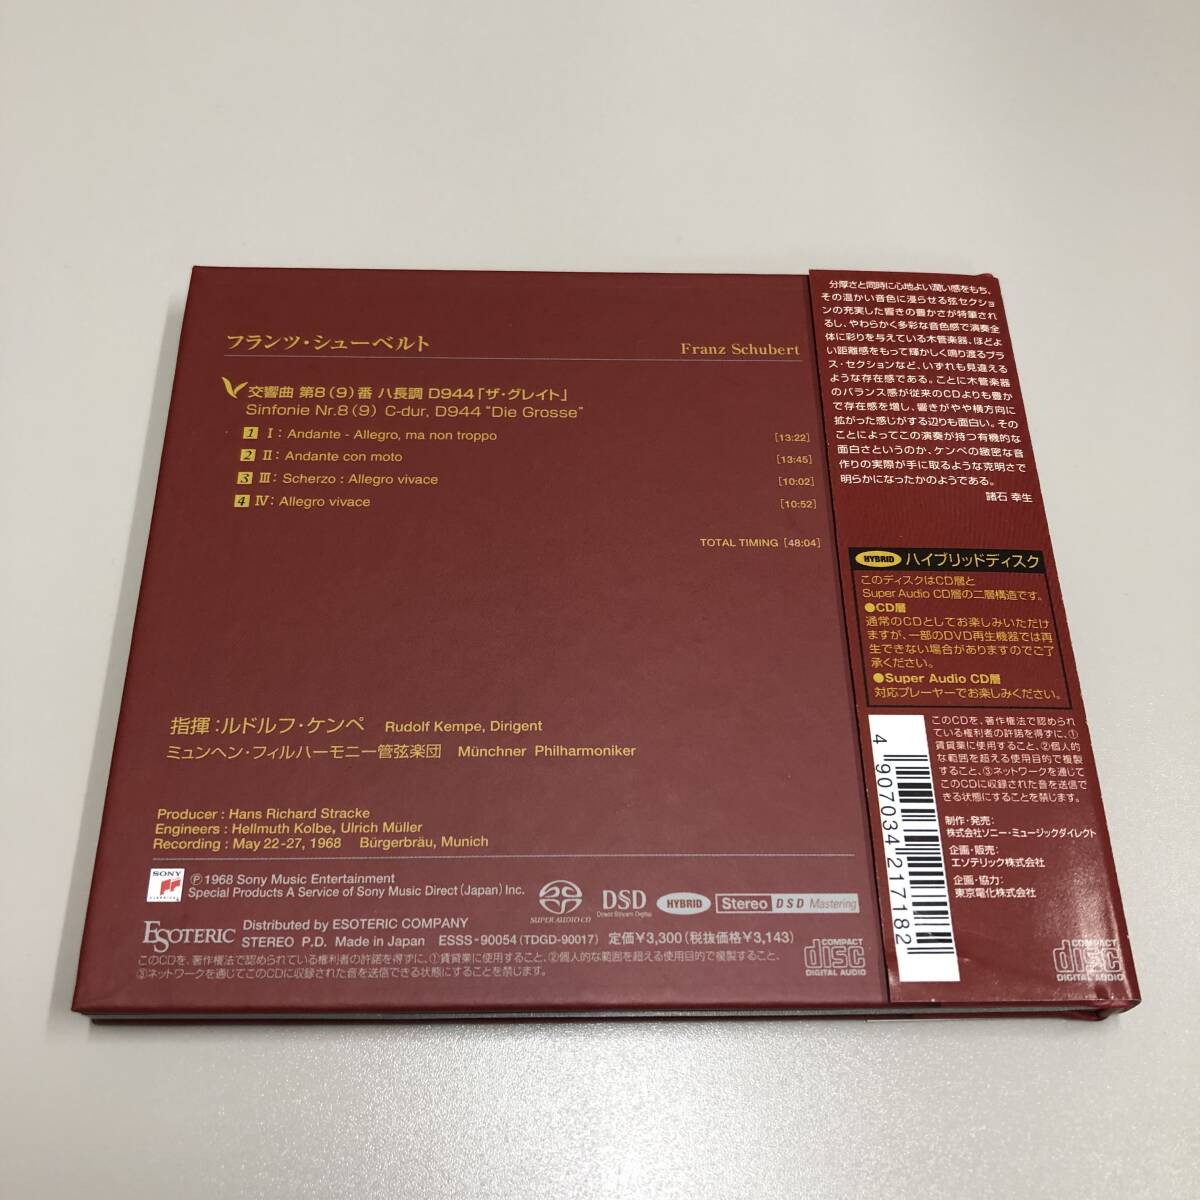 フランツ・シューベルト
Franz Schubert
交響曲 第8(9)番 ハ長調 D944「ザ・グレイト」
Sinfonie Nr.8(9) C-dur, D944 "Die Grosse"
1 I : Andante - Allegro, ma non troppo [13:22]
2 II : Andante con moto [13:45]
3 III : Scherzo : Allegro vivace [10:02]
4 IV : Allegro vivace [10:52]
TOTAL TIMING [48:04]
指揮:ルドルフ・ケンペ Rudolf Kempe, Dirigent
ミュンヘン・フィルハーモニー管弦楽団 Münchner Philharmoniker
Producer : Hans Richard Stracke
Engineers : Hellmuth Kolbe, Ulrich Müller
Recording : May 22-27, 1968 Bürgerbräu, Munich
SONY
CLASSICAL
Ⓟ1968 Sony Music Entertainment
Special Products A Service of Sony Music Direct (Japan) Inc.
SUPER AUDIO CD
DSD
Direct Stream Digital
HYBRID
Stereo DSD Mastering
ESOTERIC
Distributed by ESOTERIC COMPANY
STEREO P.D. Made in Japan ESSS-90054 (TDGD-90017) 定価¥3,300(税抜価格¥3,143)
COMPACT
disc
DIGITAL AUDIO
このCDを、著作権法で認められている権利者の許諾を得ずに、①賃貸業に使用すること、②個人的な範囲を超える使用目的で複製すること、
③ネットワークを通じてこのCDに収録された音を送信できる状態にすることを禁じます。
分厚さと同時に心地よい潤い感をもち、
その温かい音色に浸らせる弦セクショ
ンの充実した響きの豊かさが特筆され
るし、やわらかく多彩な音色感で演奏全
体に彩りを与えている木管楽器、ほどよ
い距離感をもって輝かしく鳴り渡るブラ
ス・セクションなど、いずれも見違える
ような存在感である。ことに木管楽器
のバランス感が従来のCDよりも豊か
で存在感を増し、響きがやや横方向に
拡がった感じがする辺りも面白い。その
ことによってこの演奏が持つ有機的な
面白さというのか、ケンペの緻密な音
作りの実際が手に取るような克明さで
明らかになったかのようである。
諸石 幸生
HYBRID ハイブリッドディスク
このディスクはCD層と
Super Audio CD層の二層構造です。
●CD層
通常のCDとしてお楽しみいただけ
ますが、一部のDVD再生機器では再
生できない場合がありますのでご了
承ください。
●Super Audio CD層
対応プレーヤーでお楽しみください。
4 907034 217182
このCDを、著作権法で認められ
ている権利者の許諾を得ずに、①
賃貸業に使用すること、②個人的
な範囲を超える使用目的で複製
すること、③ネットワークを通じて
このCDに収録された音を送信で
きる状態にすることを禁じます。
制作・発売:
株式会社ソニー・ミュージックダイレクト
企画・販売:
エソテリック株式会社
企画・協力:
東京電化株式会社
COMPACT
disc
DIGITAL AUDIO